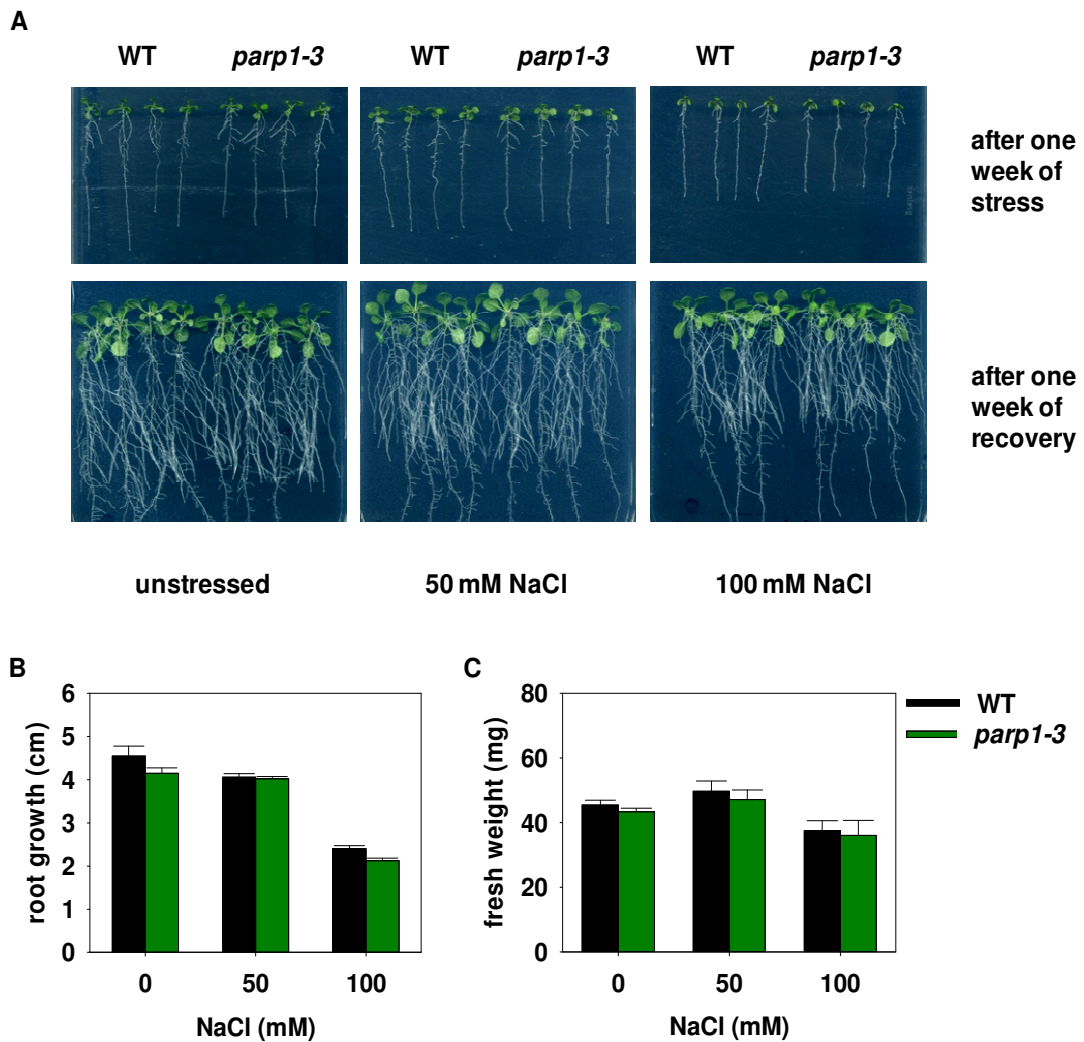 A
WT parp1-3 WT parp1-3 WT parp1-3
after one
week of
stress
after one
week of
recovery
unstressed 50 mM NaCl 100 mM NaCl
B
6
5
4
3
2
1
0
root growth (cm)
0 50 100
NaCl (mM)
C
80
60
40
20
0
fresh weight (mg)
0 50 100
NaCl (mM)
WT
parp1-3